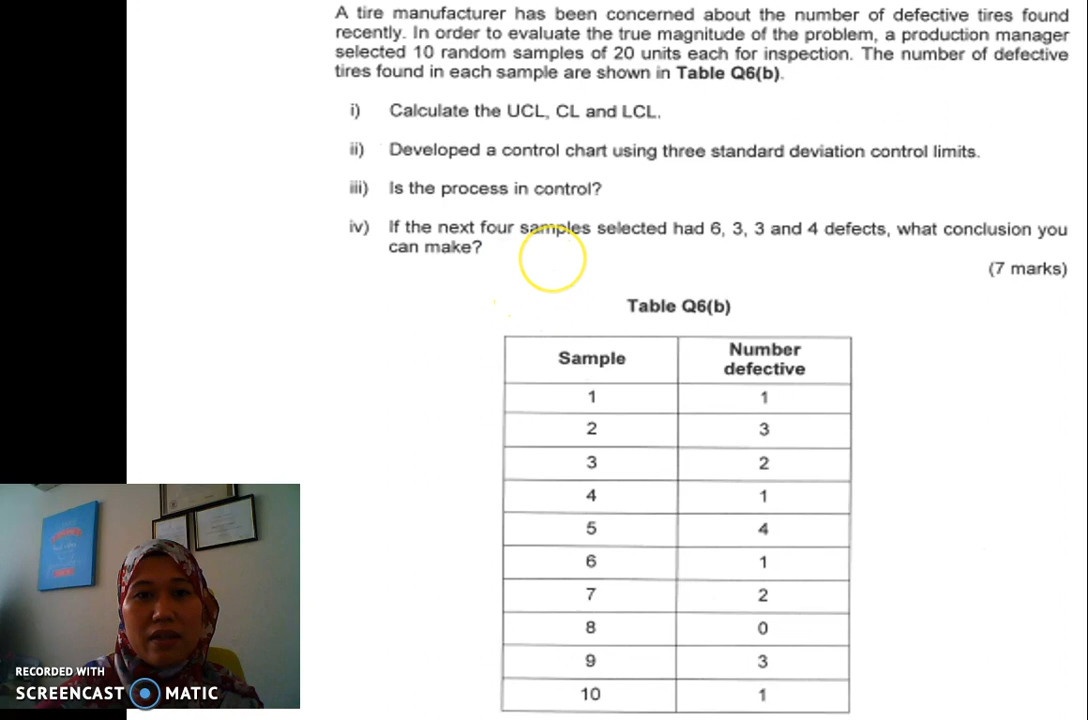 A tire manufacturer has been concerned about the number of defective tires found
recently. In order to evaluate the true magnitude of the problem, a production manager
selected 10 random samples of 20 units each for inspection. The number of defective
tires found in each sample are shown in Table Q6(b).
i) Calculate the UCL, CL and LCL.
ii) Developed a control chart using three standard deviation control limits.
iii) Is the process in control?
iv) If the next four samples selected had 6, 3, 3 and 4 defects, what conclusion you
can make?
(7 marks)
Table Q6(b)
Sample Number defective
1 1
2 3
3 2
4 1
5 4
6 1
7 2
8 0
9 3
10 1
RECORDED WITH
SCREENCAST MATIC